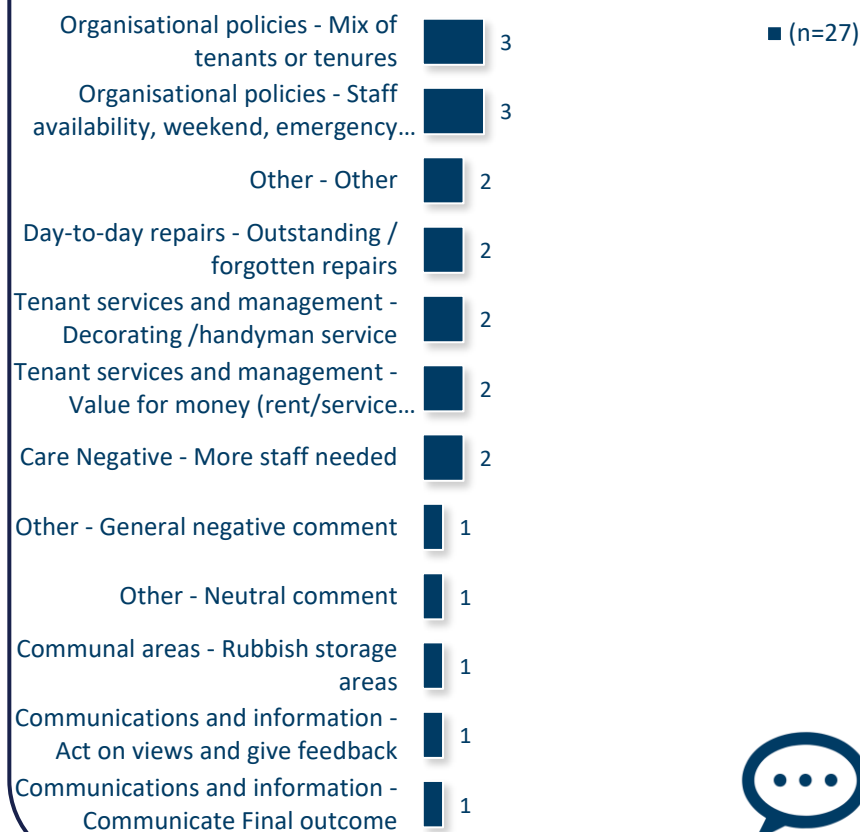 Organisational policies - Mix of
tenants or tenures
3
(n=27)
Organisational policies - Staff
availability, weekend, emergency...
3
Other - Other
2
Day-to-day repairs - Outstanding /
forgotten repairs
2
Tenant services and management -
Decorating /handyman service
2
Tenant services and management -
Value for money (rent/service...
2
Care Negative - More staff needed
2
Other - General negative comment
1
Other - Neutral comment
1
Communal areas - Rubbish storage
areas
1
Communications and information -
Act on views and give feedback
1
Communications and information -
Communicate Final outcome
1